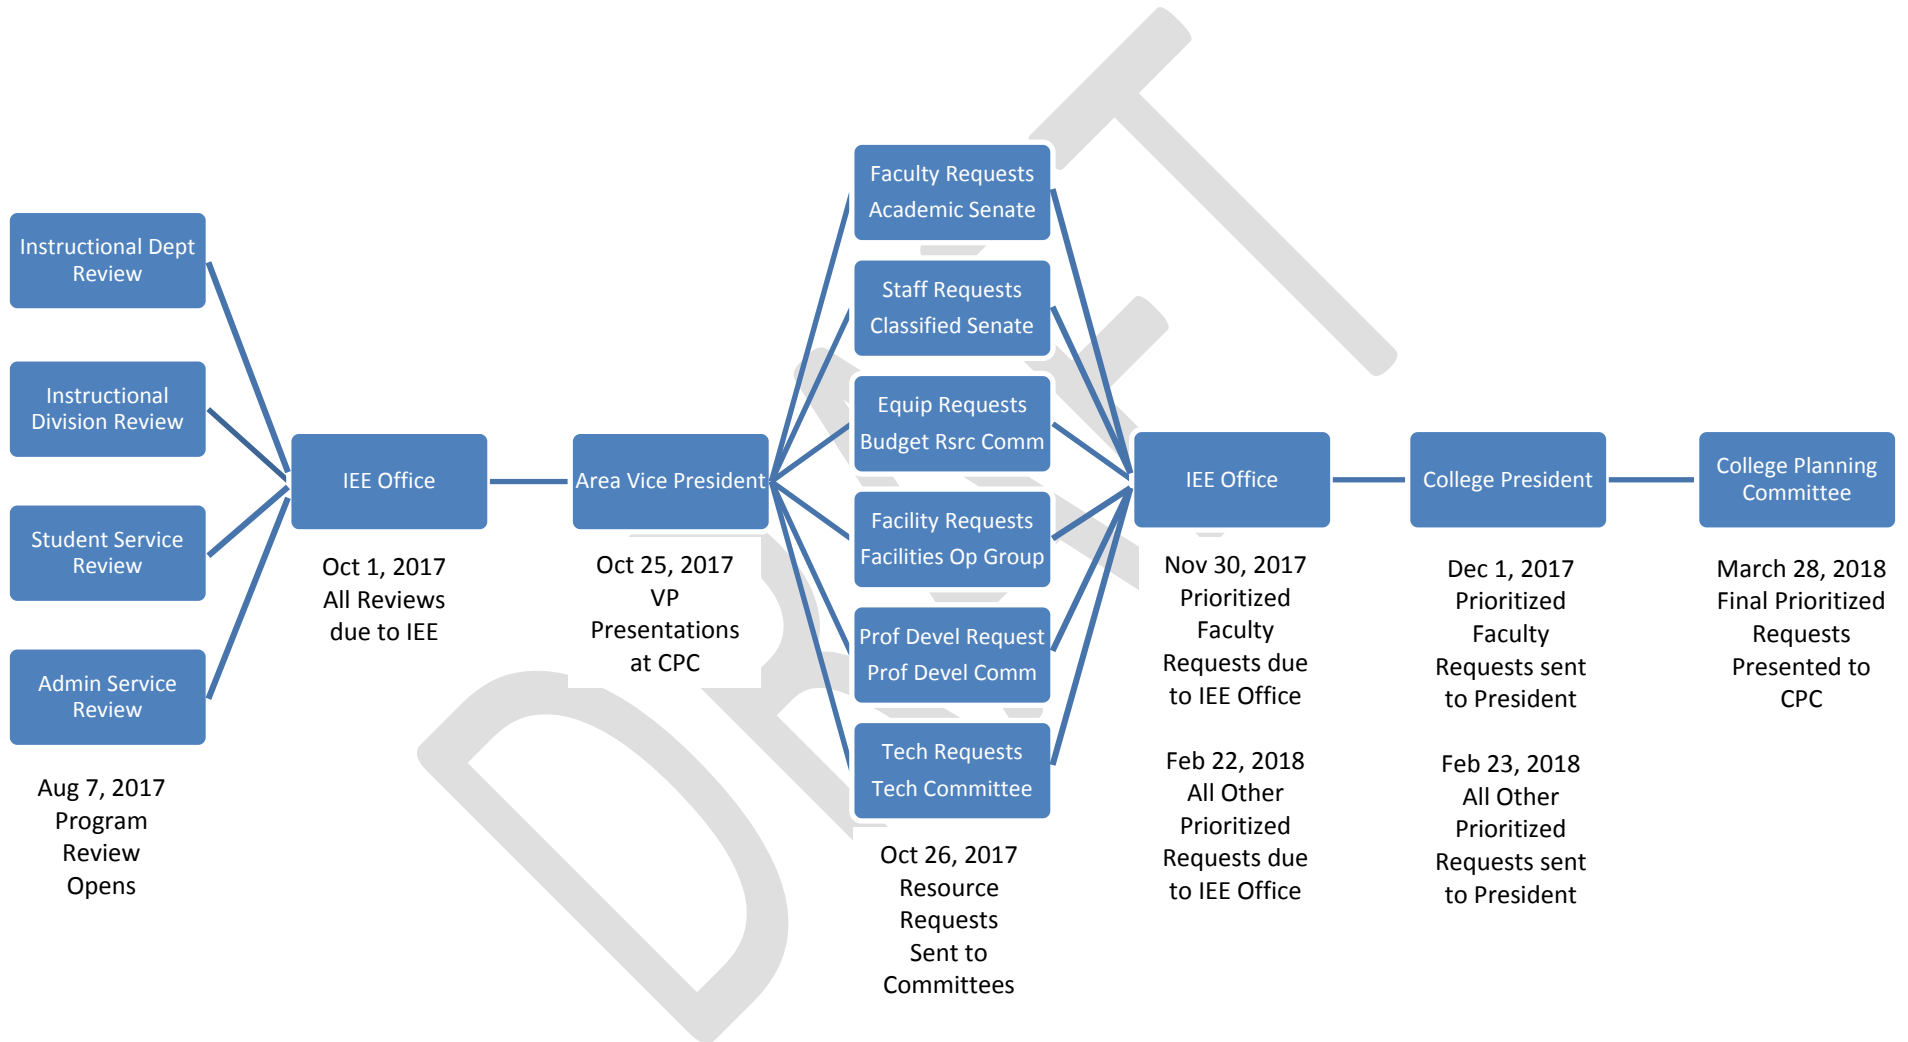 Instructional Dept
Review
Instructional
Division Review
Student Service
Review
Admin Service
Review
Aug 7, 2017
Program
Review
Opens
IEE Office
Oct 1, 2017
All Reviews
due to IEE
Area Vice President
Oct 25, 2017
VP
Presentations
at CPC
Faculty Requests
Academic Senate
Staff Requests
Classified Senate
Equip Requests
Budget Rsrc Comm
Facility Requests
Facilities Op Group
Prof Devel Request
Prof Devel Comm
Tech Requests
Tech Committee
Oct 26, 2017
Resource
Requests
Sent to
Committees
IEE Office
Nov 30, 2017
Prioritized
Faculty
Requests due
to IEE Office
Feb 22, 2018
All Other
Prioritized
Requests due
to IEE Office
College President
Dec 1, 2017
Prioritized
Faculty
Requests sent
to President
Feb 23, 2018
All Other
Prioritized
Requests sent
to President
College Planning
Committee
March 28, 2018
Final Prioritized
Requests
Presented to
CPC
DRAFT